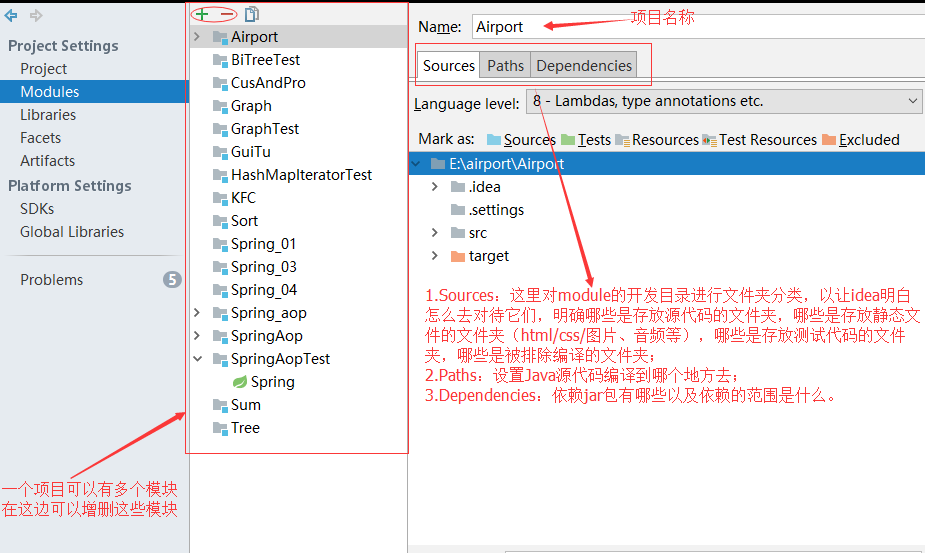 Project Settings
Project
Modules
Libraries
Facets
Artifacts
Platform Settings
SDKs
Global Libraries
Problems
5
一个项目可以有多个模块
在这边可以增删这些模块
Airport
BiTreeTest
CusAndPro
Graph
GraphTest
GuiTu
HashMapIteratorTest
KFC
Sort
Spring_01
Spring_03
Spring_04
Spring_aop
SpringAop
SpringAopTest
Spring
Sum
Tree
Name: Airport 项目名称
Sources Paths Dependencies
Language level: 8 - Lambdas, type annotations etc.
Mark as: Sources Tests Resources Test Resources Excluded
E:\airport\Airport
.idea
.settings
src
target
1.Sources：这里对module的开发目录进行文件夹分类，以让idea明白
怎么去对待它们，明确哪些是存放源代码的文件夹，哪些是存放静态文
件的文件夹（html/css/图片、音频等），哪些是存放测试代码的文件
夹，哪些是被排除编译的文件夹；
2.Paths：设置Java源代码编译到哪个地方去；
3.Dependencies：依赖jar包有哪些以及依赖的范围是什么。